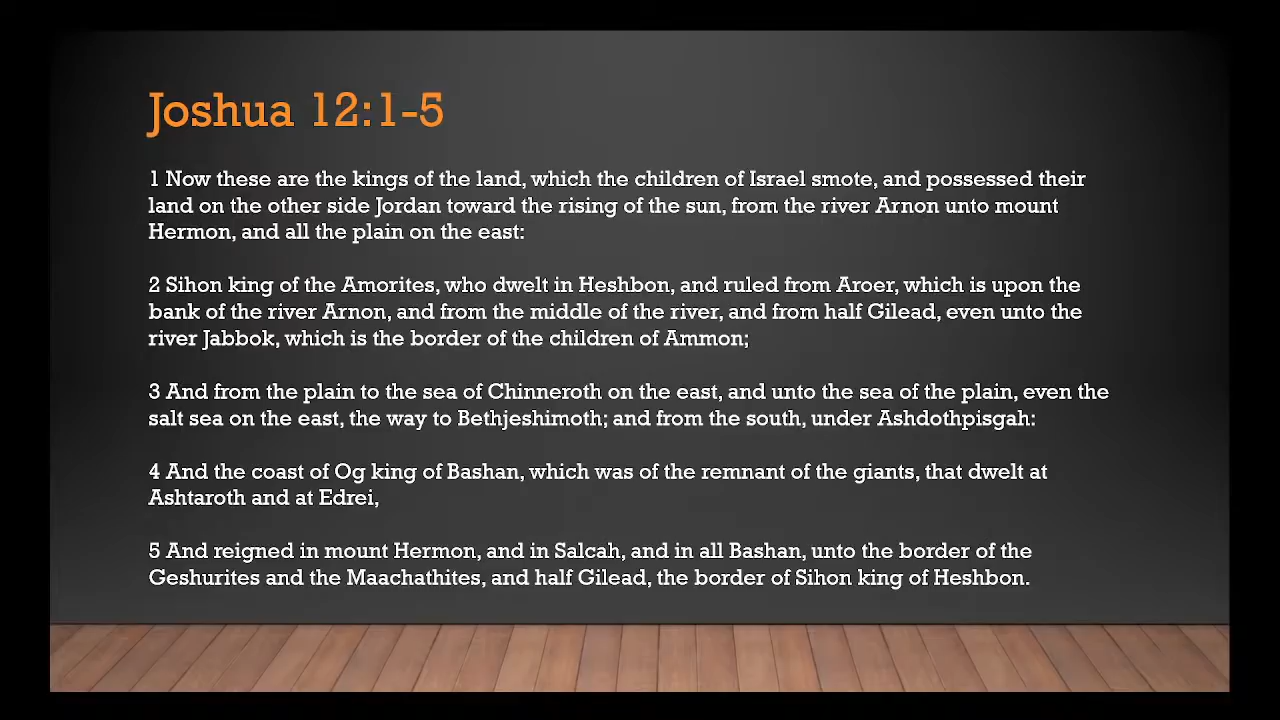 Joshua 12:1-5
1 Now these are the kings of the land, which the children of Israel smote, and possessed their
land on the other side Jordan toward the rising of the sun, from the river Arnon unto mount
Hermon, and all the plain on the east:
2 Sihon king of the Amorites, who dwelt in Heshbon, and ruled from Aroer, which is upon the
bank of the river Arnon, and from the middle of the river, and from half Gilead, even unto the
river Jabbok, which is the border of the children of Ammon;
3 And from the plain to the sea of Chinneroth on the east, and unto the sea of the plain, even the
salt sea on the east, the way to Bethjeshimoth; and from the south, under Ashdothpisgah:
4 And the coast of Og king of Bashan, which was of the remnant of the giants, that dwelt at
Ashtaroth and at Edrei,
5 And reigned in mount Hermon, and in Salcah, and in all Bashan, unto the border of the
Geshurites and the Maachathites, and half Gilead, the border of Sihon king of Heshbon.